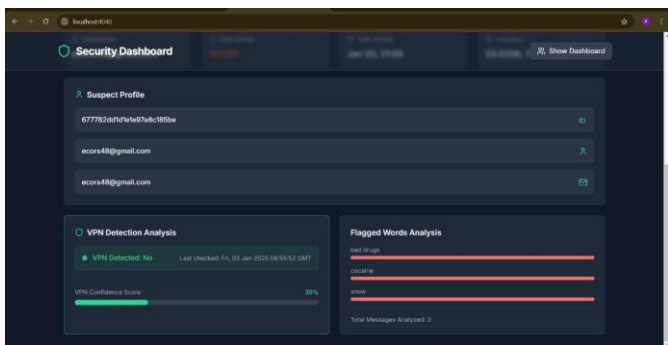 localhost:4040
Security Dashboard
Show Dashboard
Suspect Profile
ID
ecors48@gmail.com
ecors48@gmail.com
VPN Detection Analysis
VPN Detected: No
Last checked: Fri, 03 Jan 2025 08:55:52 GMT
VPN Confidence Score
30%
Flagged Words Analysis
bad drugs
cocaine
snow
Total Messages Analyzed: 3